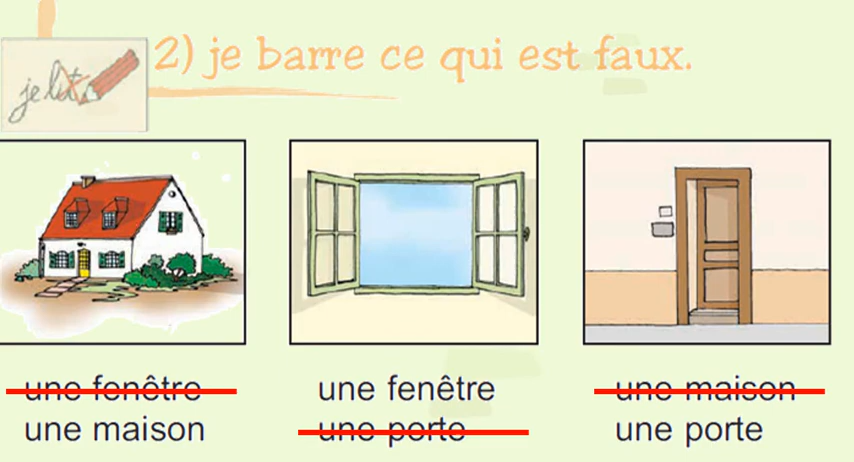 2) je barre ce qui est faux.
je lis
une fenêtre
une maison
une fenêtre
une porte
une maison
une porte